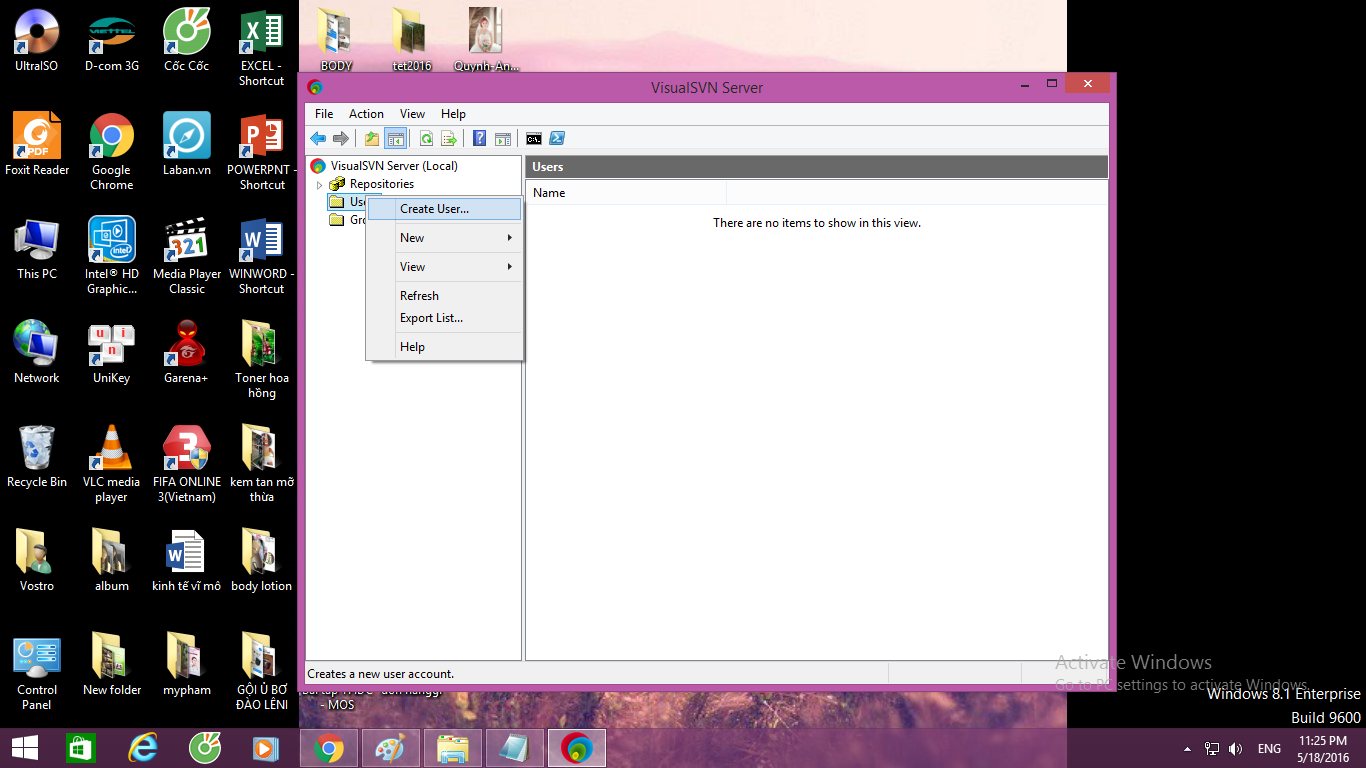 UltraISO
D-com 3G
Cốc Cốc
EXCEL -
Shortcut
BODY
tet2016
Quynh-An...
Foxit Reader
Google
Chrome
Laban.vn
POWERPNT -
Shortcut
This PC
Intel® HD
Graphic...
Media Player
Classic
WINWORD -
Shortcut
Network
UniKey
Garena+
Toner hoa
hồng
Recycle Bin
VLC media
player
FIFA ONLINE
3(Vietnam)
kem tan mỡ
thừa
Vostro
album
kinh tế vĩ mô
body lotion
Control
Panel
New folder
mypham
GỘI Ủ BƠ
ĐÀO LÊNI
- MOS
VisualSVN Server
File Action View Help
VisualSVN Server (Local)
Repositories
Use
Gro
Create User...
New
View
Refresh
Export List...
Help
Users
Name
There are no items to show in this view.
Creates a new user account.
Activate Windows
Go to PC settings to activate Windows.
Windows 8.1 Enterprise
Build 9600
ENG
11:25 PM
5/18/2016